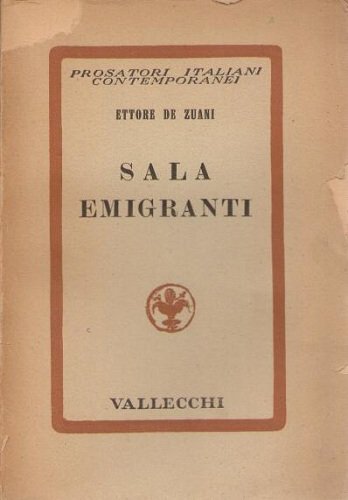 PROSATORI ITALIANI
CONTEMPORANEI
ETTORE DE ZUANI
SALA
EMIGRANTI
VALLECCHI